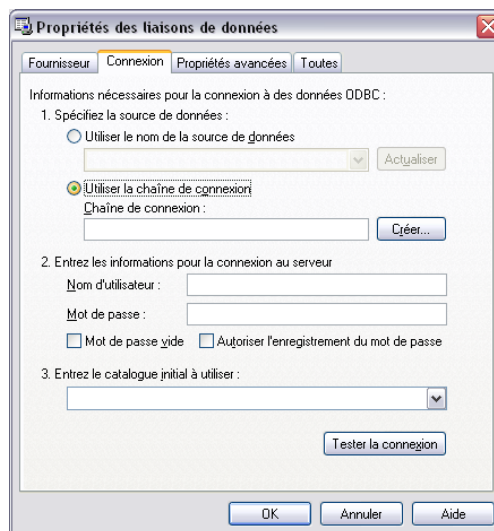 Propriétés des liaisons de données
Fournisseur Connexion Propriétés avancées Toutes
Informations nécessaires pour la connexion à des données ODBC :
1. Spécifiez la source de données :
Utiliser le nom de la source de données
Actualiser
Utiliser la chaîne de connexion
Chaîne de connexion :
Créer...
2. Entrez les informations pour la connexion au serveur
Nom d'utilisateur :
Mot de passe :
Mot de passe vide Autoriser l'enregistrement du mot de passe
3. Entrez le catalogue initial à utiliser :
Tester la connexion
OK Annuler Aide